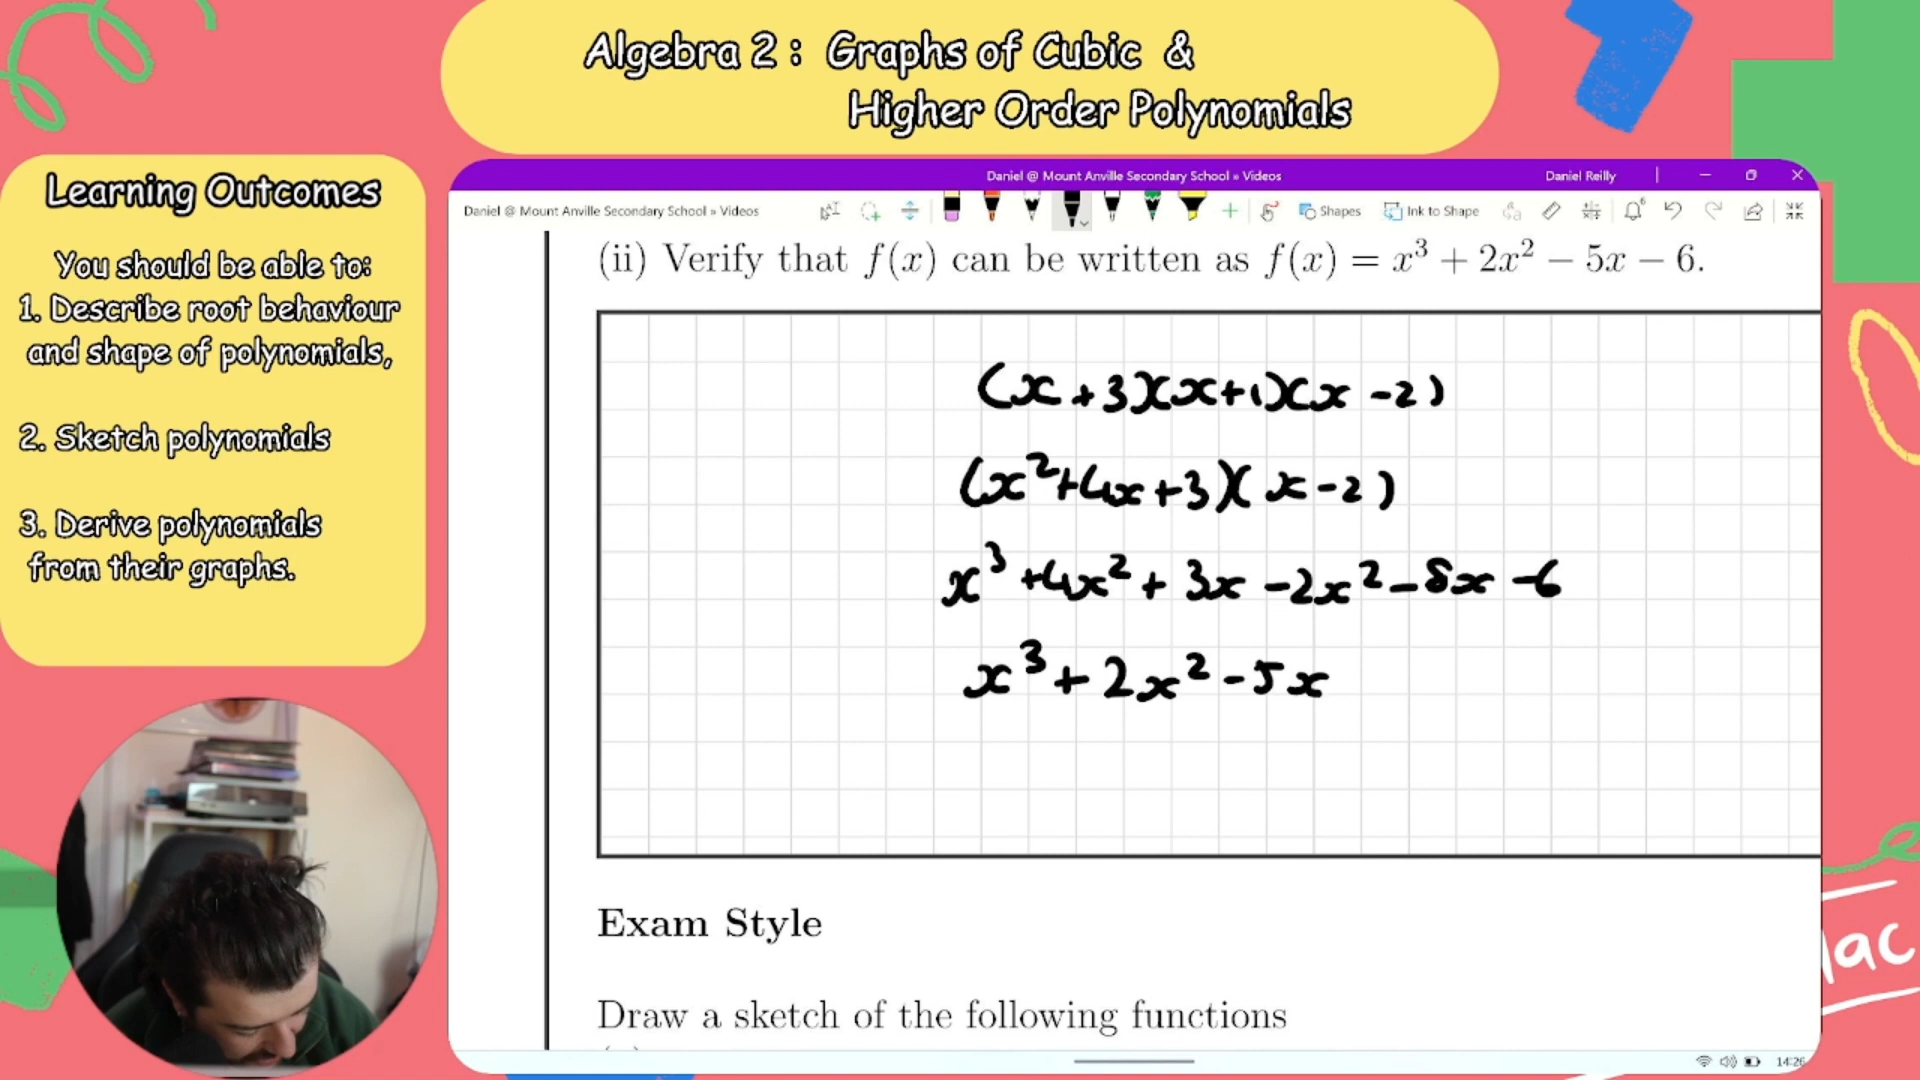 Algebra 2 : Graphs of Cubic &
Higher Order Polynomials
Learning Outcomes
You should be able to:
1. Describe root behaviour
and shape of polynomials,
2. Sketch polynomials
3. Derive polynomials
from their graphs.
Daniel @ Mount Anville Secondary School » Videos
Daniel Reilly
Daniel @ Mount Anville Secondary School » Videos
Shapes
Ink to Shape
6
(ii) Verify that f(x) can be written as f(x) = x³ + 2x² − 5x − 6.
(x +3)(x+1)(x -2)
(x²+4x+3)(x-2)
x³ +4x² + 3x -2x² -8x -6
x³ + 2x² -5x
Exam Style
Draw a sketch of the following functions
14:26